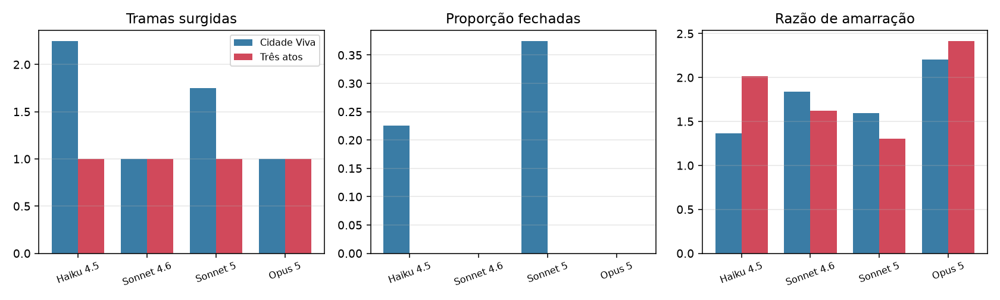 Tramas surgidas
2.0
1.5
1.0
0.5
0.0
Cidade Viva
Três atos
Haiku 4.5
Sonnet 4.6
Sonnet 5
Opus 5
Proporção fechadas
0.35
0.30
0.25
0.20
0.15
0.10
0.05
0.00
Haiku 4.5
Sonnet 4.6
Sonnet 5
Opus 5
Razão de amarração
2.5
2.0
1.5
1.0
0.5
0.0
Haiku 4.5
Sonnet 4.6
Sonnet 5
Opus 5